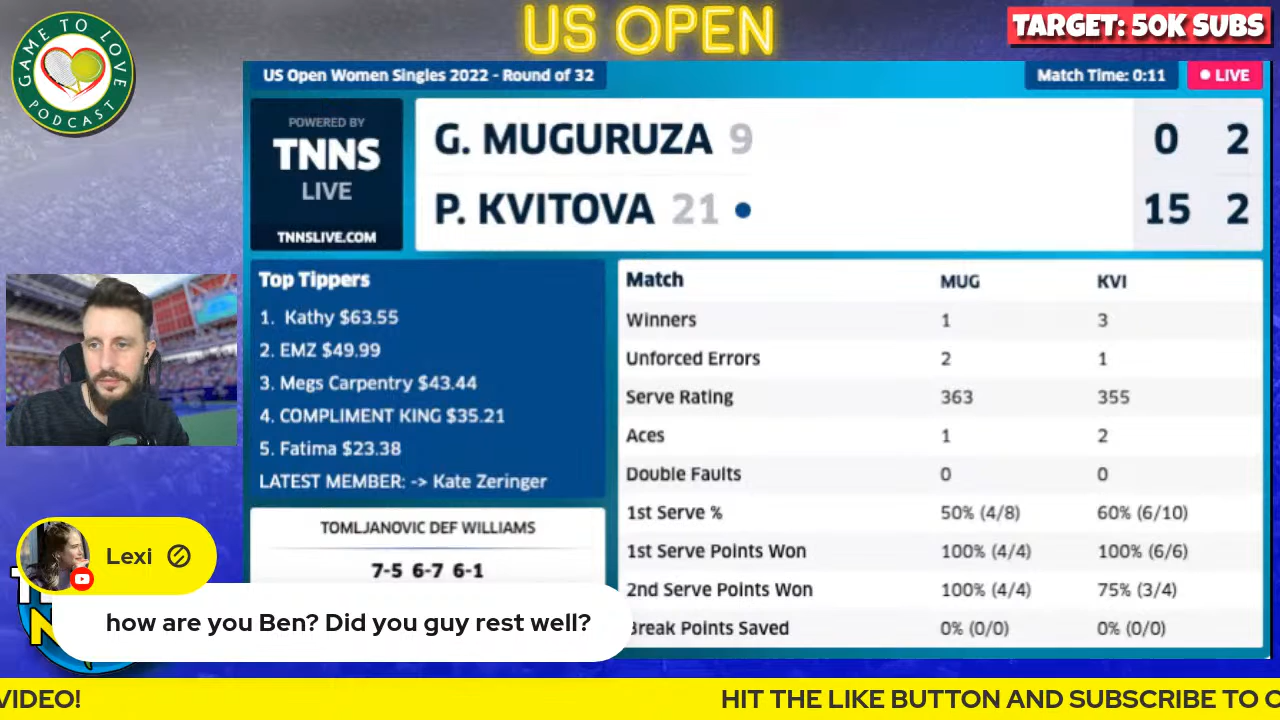 GAME TO LOVE
PODCAST
US OPEN
TARGET: 50K SUBS
US Open Women Singles 2022 - Round of 32
Match Time: 0:11
LIVE
POWERED BY
TNNS
LIVE
TNNSLIVE.COM
G. MUGURUZA 9 0 2
P. KVITOVA 21 15 2
Top Tippers
1. Kathy $63.55
2. EMZ $49.99
3. Megs Carpentry $43.44
4. COMPLIMENT KING $35.21
5. Fatima $23.38
LATEST MEMBER: -> Kate Zeringer
TOMLJANOVIC DEF WILLIAMS
7-5 6-7 6-1
Match MUG KVI
Winners 1 3
Unforced Errors 2 1
Serve Rating 363 355
Aces 1 2
Double Faults 0 0
1st Serve % 50% (4/8) 60% (6/10)
1st Serve Points Won 100% (4/4) 100% (6/6)
2nd Serve Points Won 100% (4/4) 75% (3/4)
Break Points Saved 0% (0/0) 0% (0/0)
Lexi
how are you Ben? Did you guy rest well?
VIDEO!
HIT THE LIKE BUTTON AND SUBSCRIBE TO